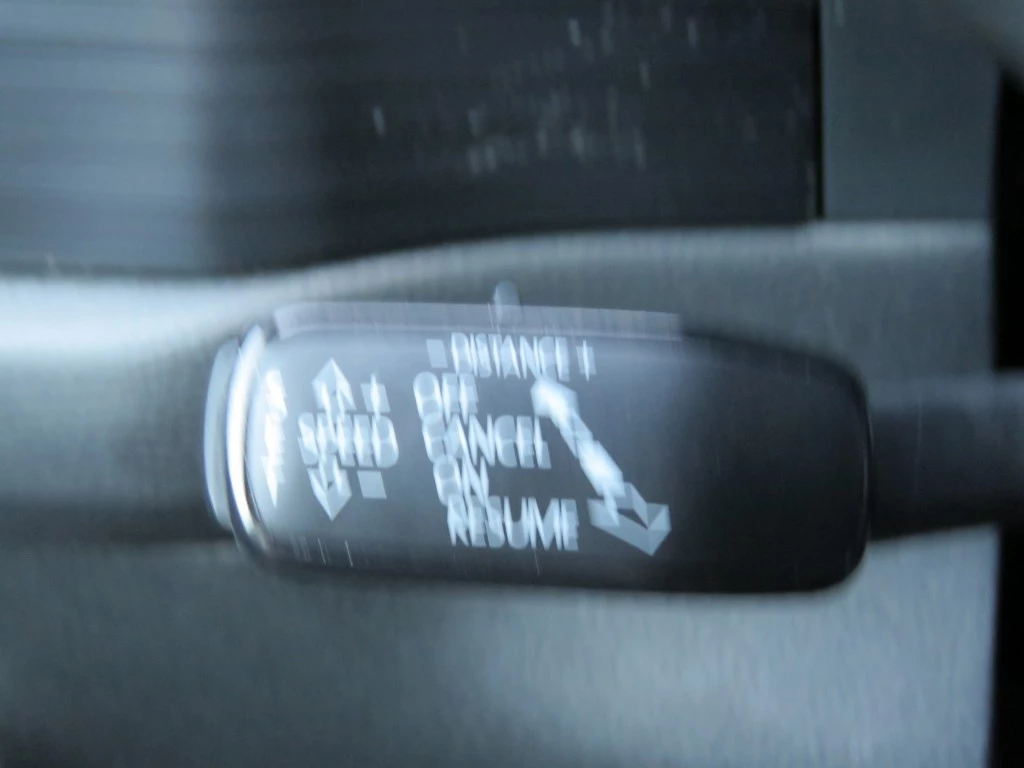 - DISTANCE +
OFF
SPEED
CANCEL
ON
RESUME